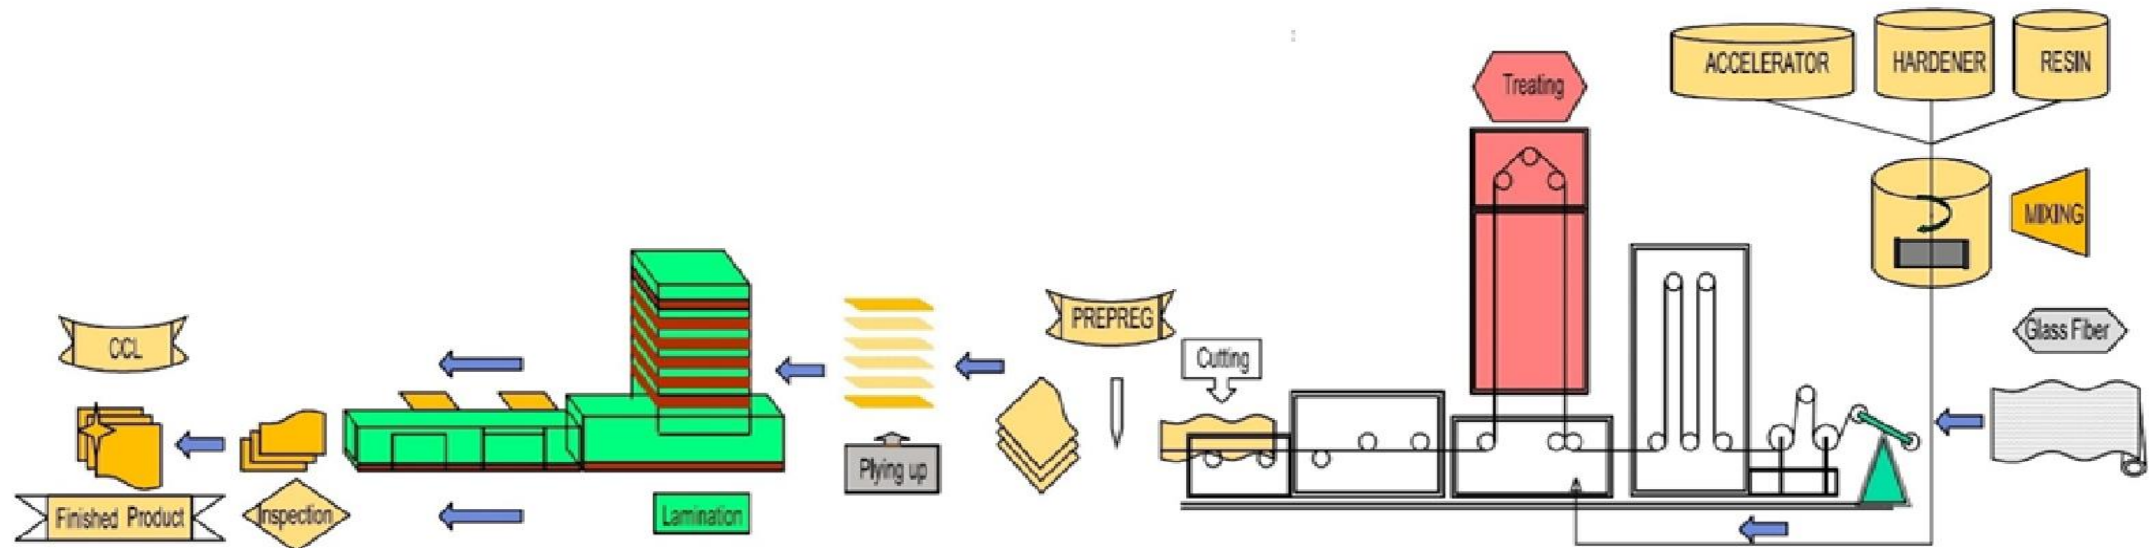 ACCELERATOR
HARDENER
RESIN
Treating
MIXING
Glass Fiber
PREPREG
CCL
Cutting
Plying up
Finished Product
Inspection
Lamination